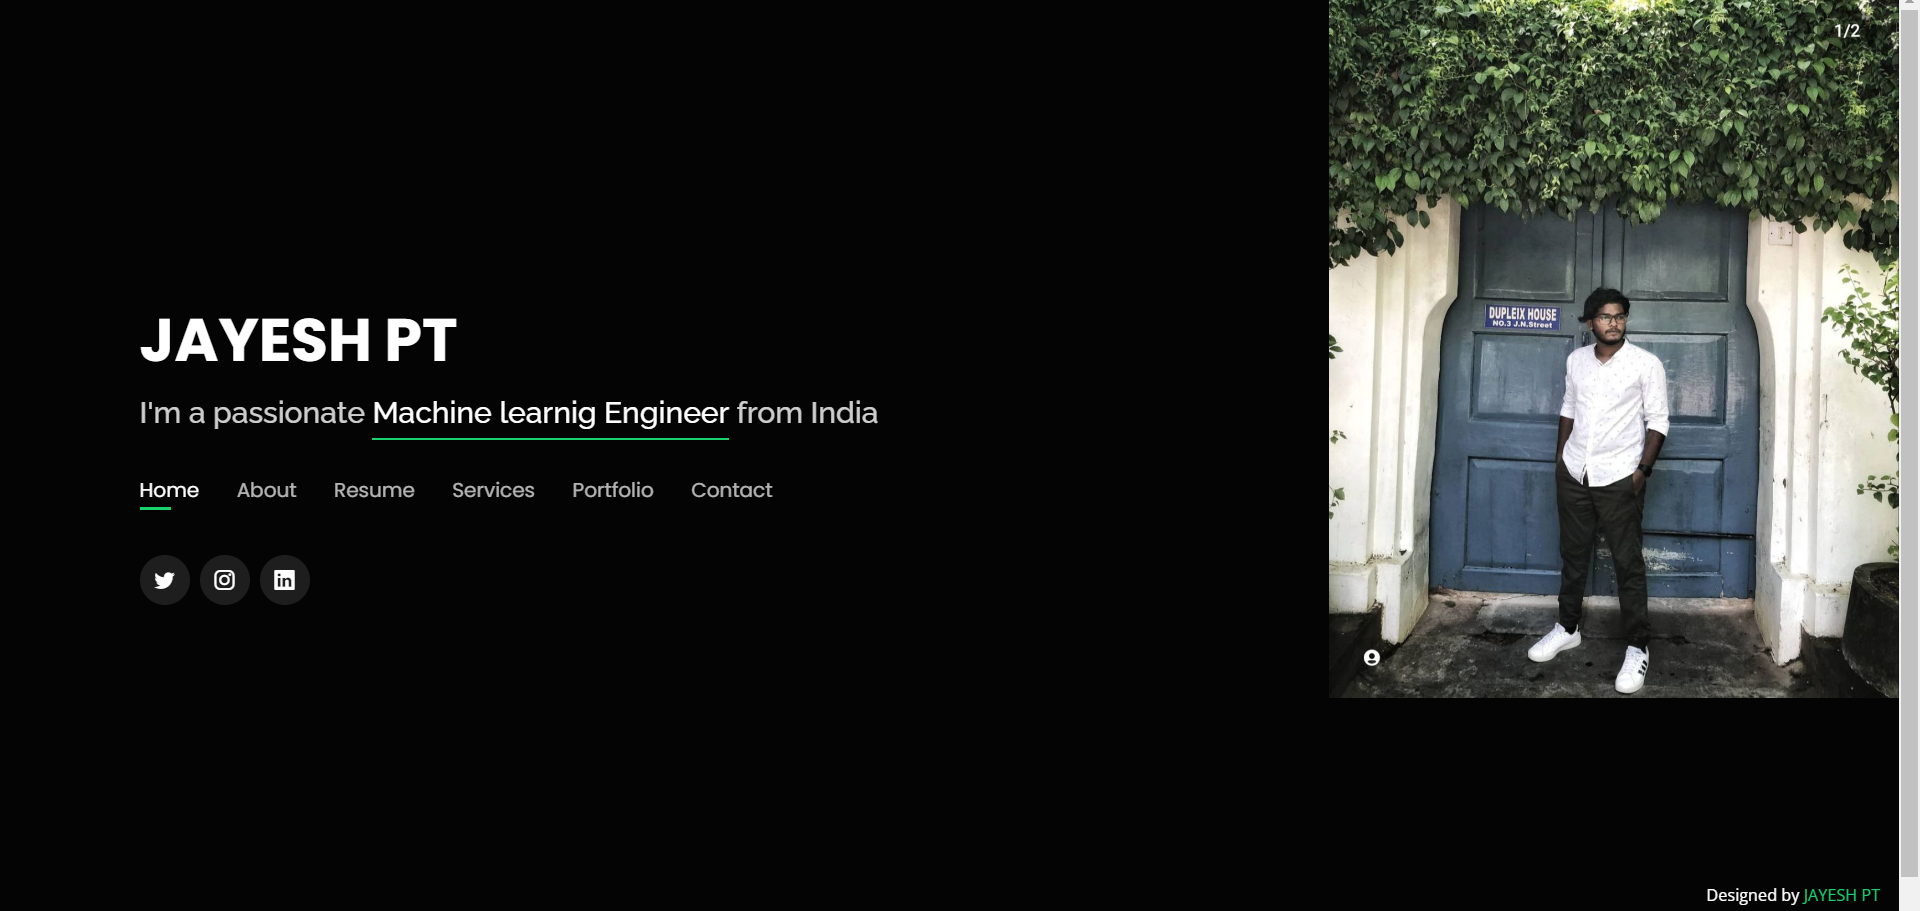 1/2
DUPLEIX HOUSE
NO.3 J.N.Street
JAYESH PT
I'm a passionate Machine learnig Engineer from India
Home About Resume Services Portfolio Contact
in
Designed by JAYESH PT